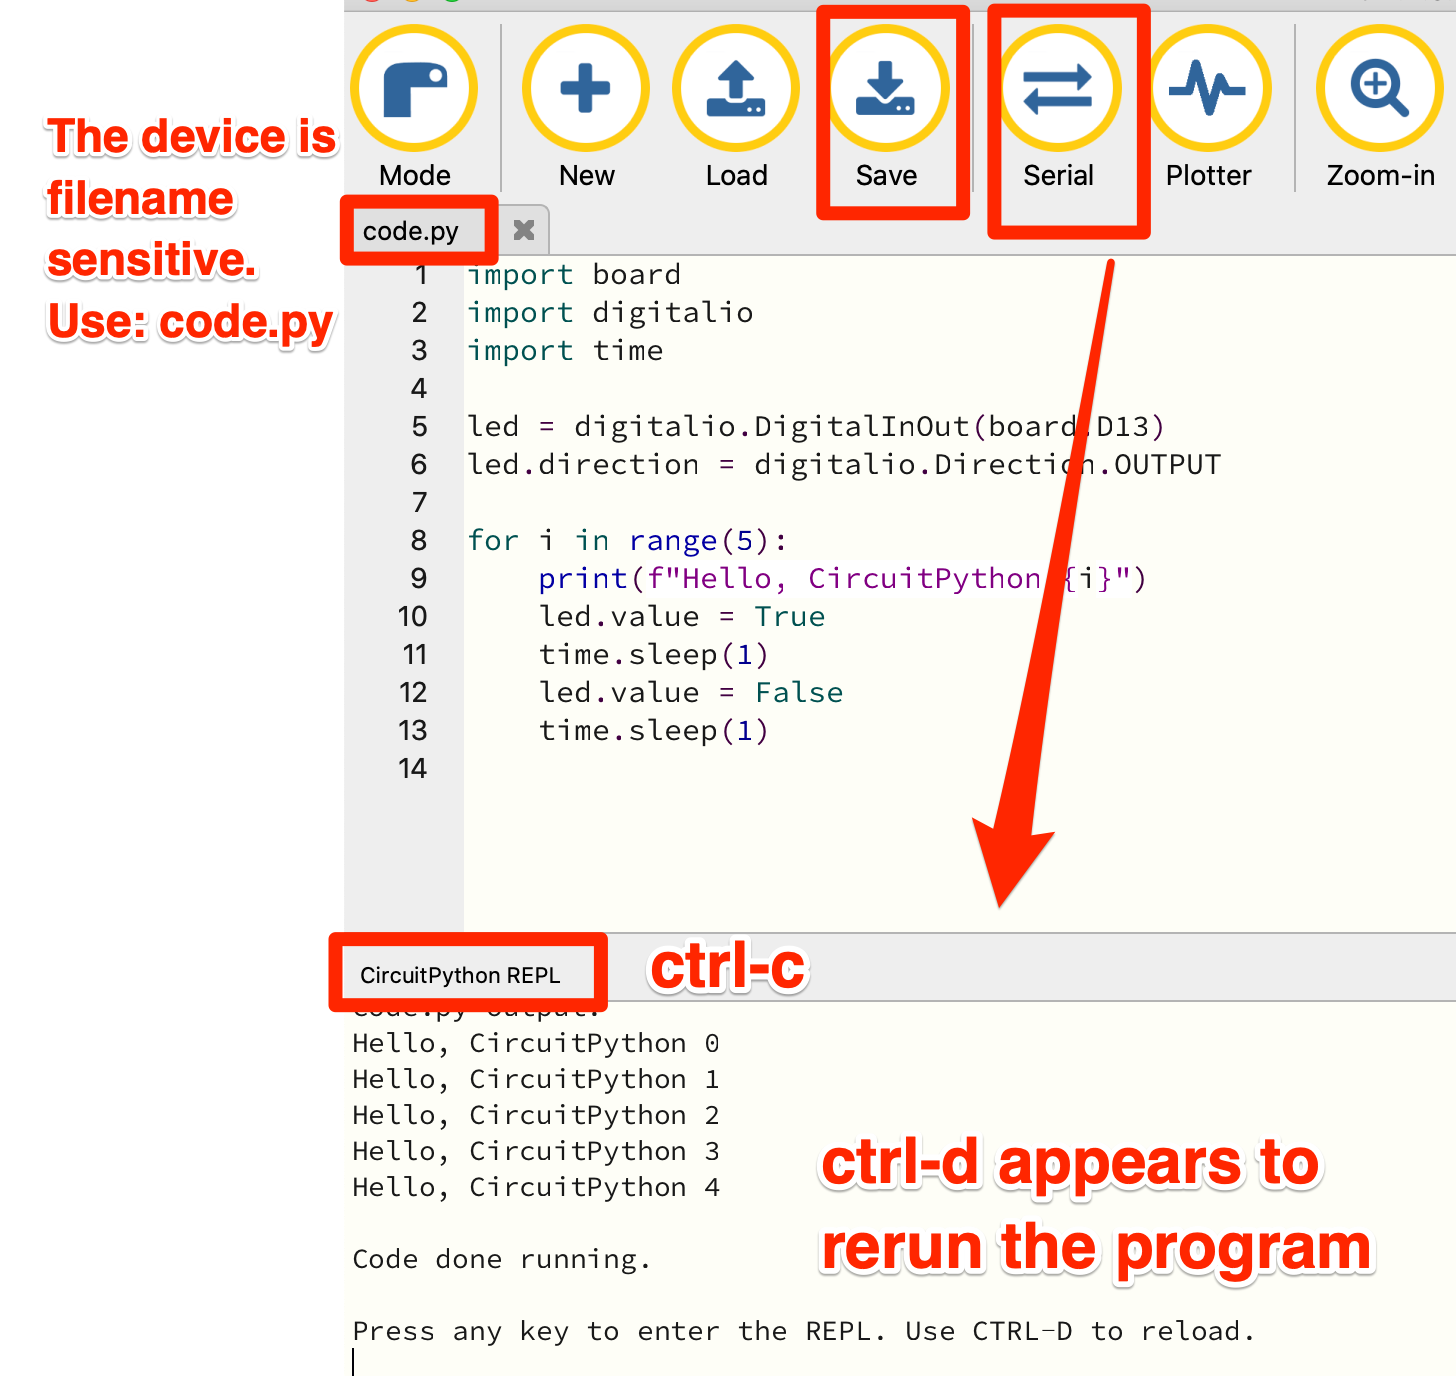 Mode New Load Save Serial Plotter Zoom-in
The device is
filename
sensitive.
Use: code.py
code.py
1 import board
2 import digitalio
3 import time
4
5 led = digitalio.DigitalInOut(board.D13)
6 led.direction = digitalio.Direction.OUTPUT
7
8 for i in range(5):
9     print(f"Hello, CircuitPython {i}")
10     led.value = True
11     time.sleep(1)
12     led.value = False
13     time.sleep(1)
14
CircuitPython REPL
ctrl-c
code.py output:
Hello, CircuitPython 0
Hello, CircuitPython 1
Hello, CircuitPython 2
Hello, CircuitPython 3
Hello, CircuitPython 4
ctrl-d appears to
rerun the program
Code done running.
Press any key to enter the REPL. Use CTRL-D to reload.